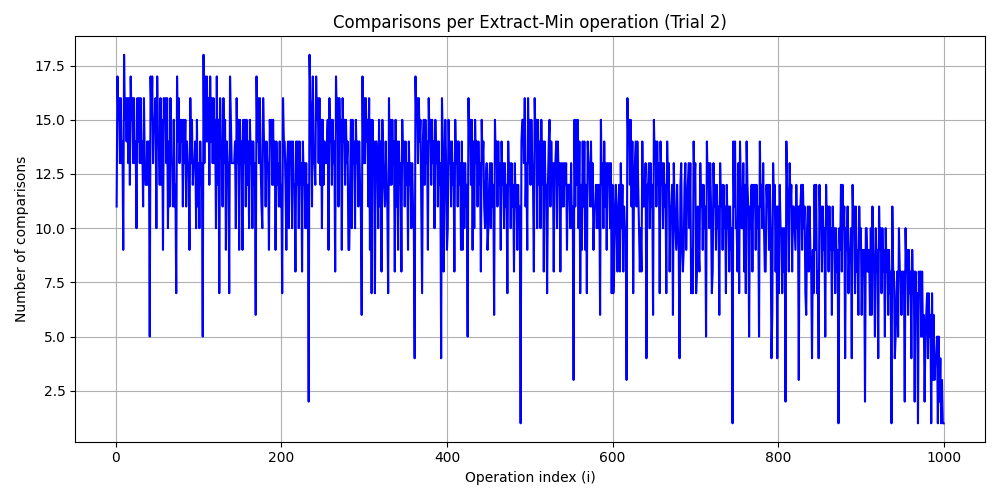 Comparisons per Extract-Min operation (Trial 2)
Number of comparisons
17.5
15.0
12.5
10.0
7.5
5.0
2.5
0 200 400 600 800 1000
Operation index (i)